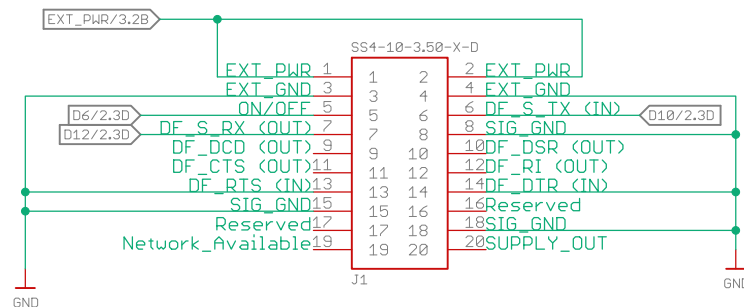 EXT_PWR/3.2B
SS4-10-3.50-X-D
EXT_PWR 1 1 2 2 EXT_PWR
EXT_GND 3 3 4 4 EXT_GND
D6/2.3D ON/OFF 5 5 6 6 DF_S_TX (IN) D10/2.3D
D12/2.3D DF_S_RX (OUT) 7 7 8 8 SIG_GND
DF_DCD (OUT) 9 9 10 10 DF_DSR (OUT)
DF_CTS (OUT) 11 11 12 12 DF_RI (OUT)
DF_RTS (IN) 13 13 14 14 DF_DTR (IN)
SIG_GND 15 15 16 16 Reserved
Reserved 17 17 18 18 SIG_GND
Network_Available 19 19 20 20 SUPPLY_OUT
J1
GND
GND